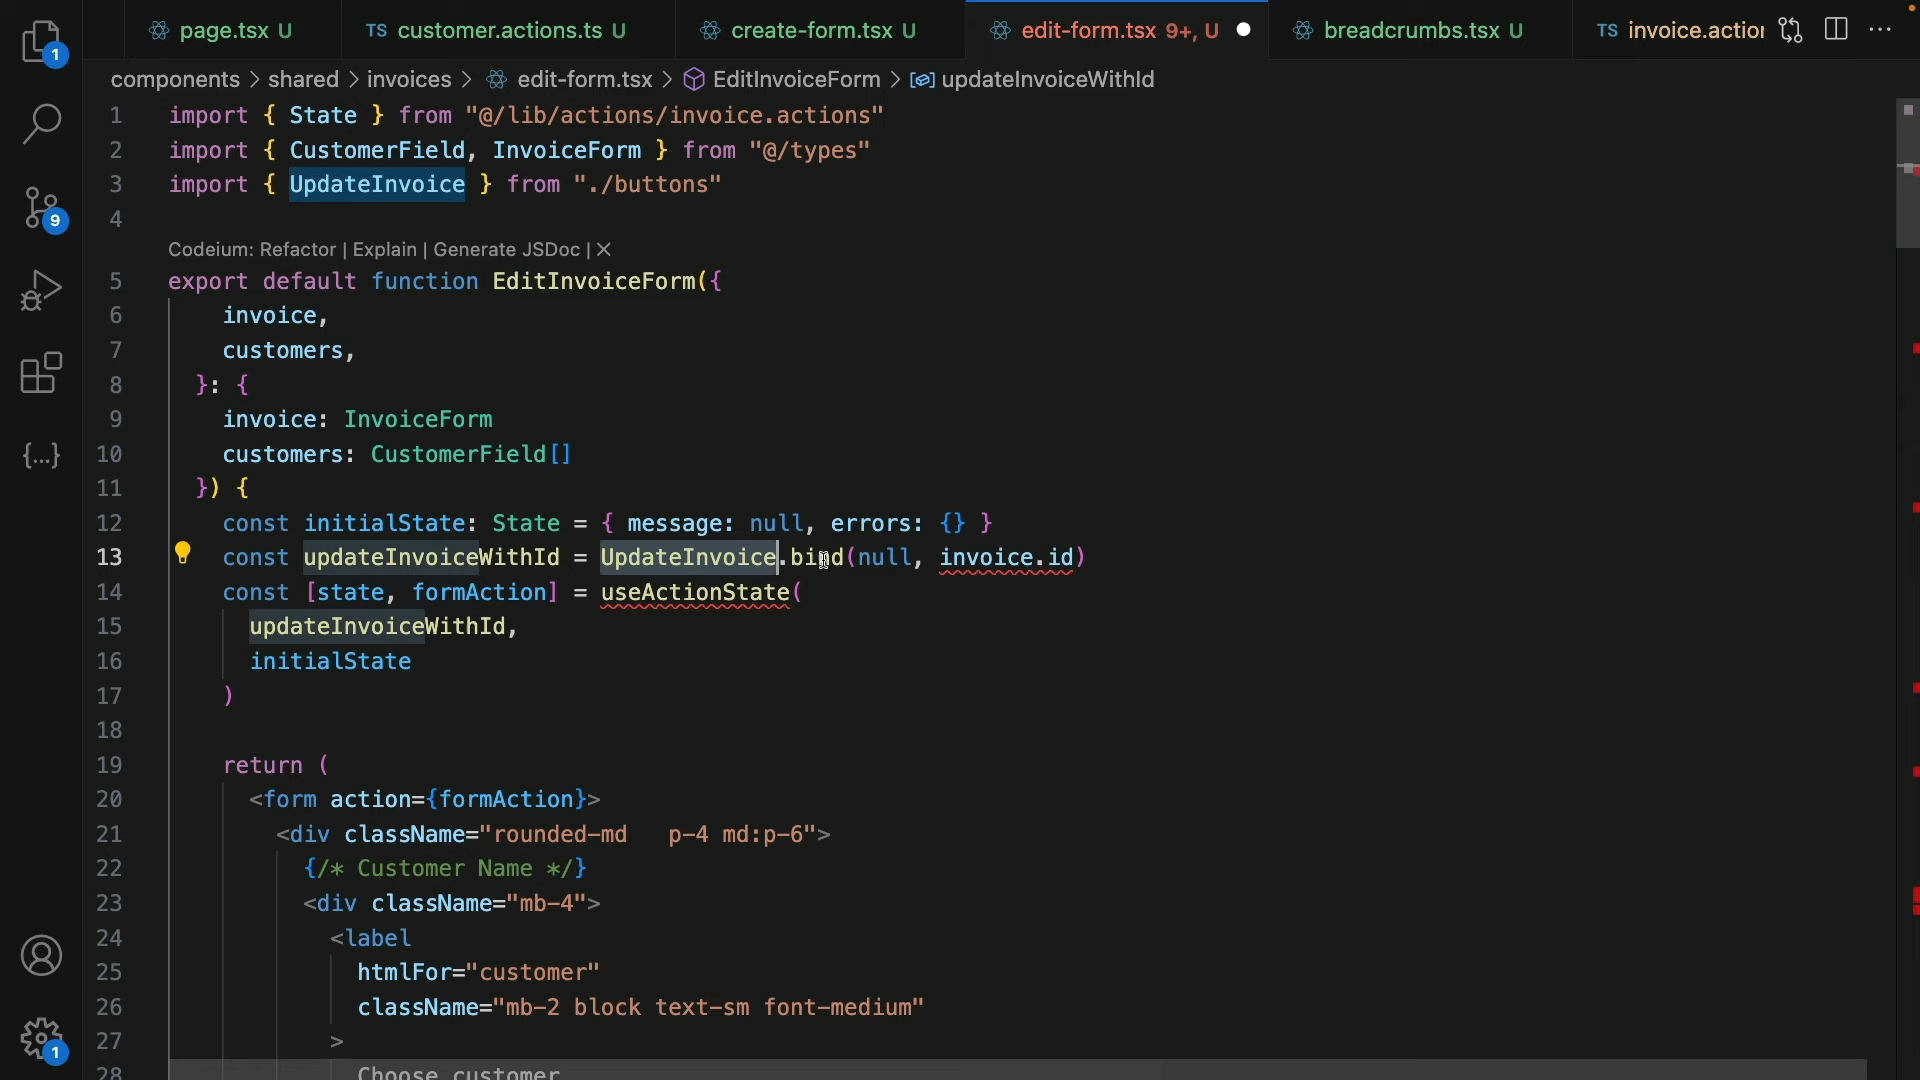 page.tsx U
TS customer.actions.ts U
create-form.tsx U
edit-form.tsx 9+, U
breadcrumbs.tsx U
TS invoice.action
components > shared > invoices > edit-form.tsx > EditInvoiceForm > updateInvoiceWithId
1 import { State } from "@/lib/actions/invoice.actions"
2 import { CustomerField, InvoiceForm } from "@/types"
3 import { UpdateInvoice } from "./buttons"
4
Codeium: Refactor | Explain | Generate JSDoc | X
5 export default function EditInvoiceForm({
6 invoice,
7 customers,
8 }: {
9 invoice: InvoiceForm
10 customers: CustomerField[]
11 }) {
12 const initialState: State = { message: null, errors: {} }
13 const updateInvoiceWithId = UpdateInvoice.bind(null, invoice.id)
14 const [state, formAction] = useActionState(
15 updateInvoiceWithId,
16 initialState
17 )
18
19 return (
20 <form action={formAction}>
21 <div className="rounded-md   p-4 md:p-6">
22 {/* Customer Name */}
23 <div className="mb-4">
24 <label
25 htmlFor="customer"
26 className="mb-2 block text-sm font-medium"
27 >
28 Choose customer
1
9
1